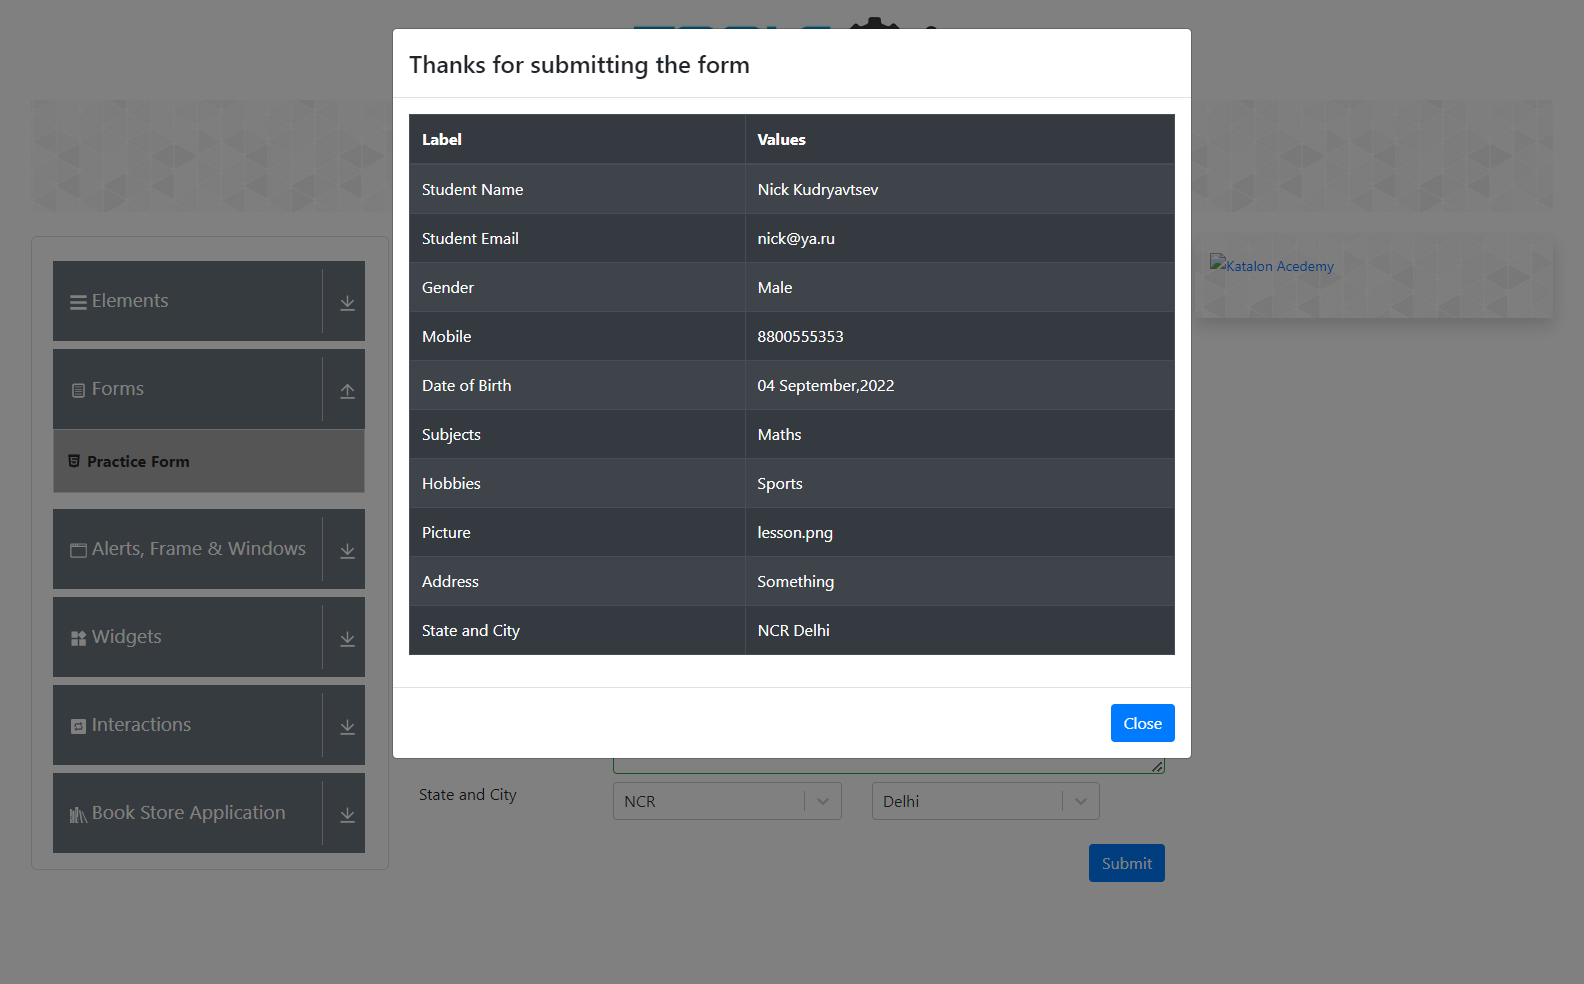 Thanks for submitting the form
Label Values
Student Name Nick Kudryavtsev
Student Email nick@ya.ru
Gender Male
Mobile 8800555353
Date of Birth 04 September,2022
Subjects Maths
Hobbies Sports
Picture lesson.png
Address Something
State and City NCR Delhi
Close
Elements
Forms
Practice Form
Alerts, Frame & Windows
Widgets
Interactions
Book Store Application
Katalon Acedemy
State and City NCR Delhi
Submit